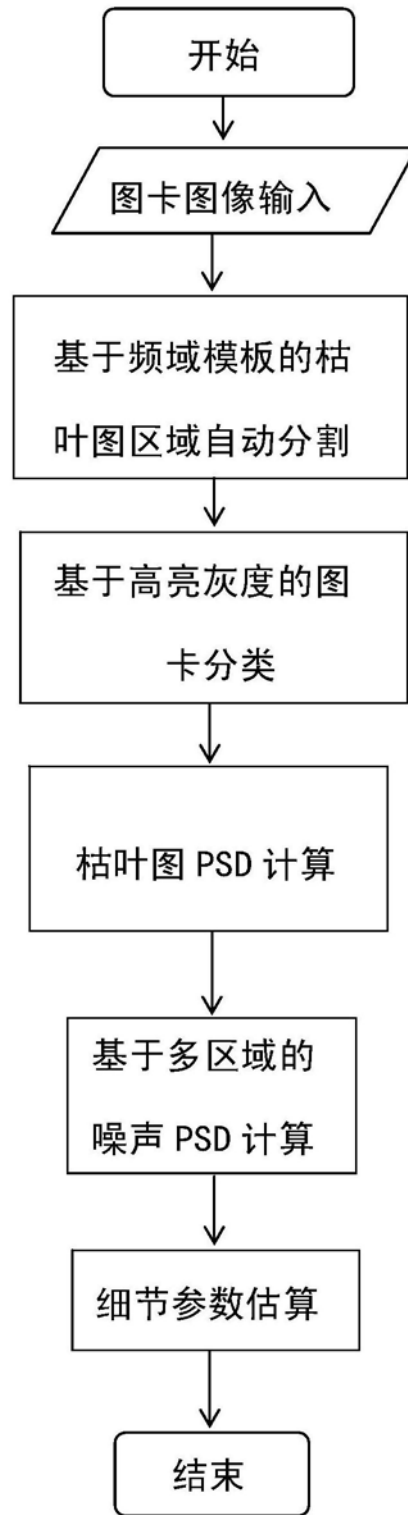 开始
图卡图像输入
基于频域模板的枯
叶图区域自动分割
基于高亮灰度的图
卡分类
枯叶图 PSD 计算
基于多区域的
噪声 PSD 计算
细节参数估算
结束